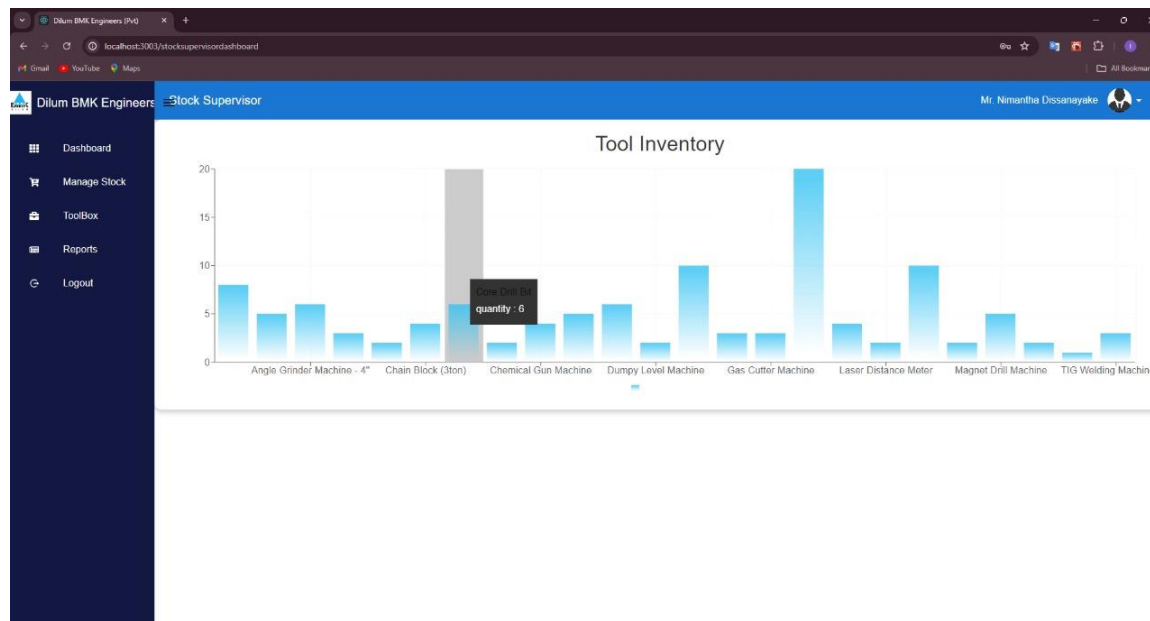 Dilum BMK Engineers (Pvt)
localhost:3003/stocksupervisordashboard
Gmail YouTube Maps All Bookmar
Dilum BMK Engineers
Stock Supervisor
Mr. Nimantha Dissanayake
Dashboard
Manage Stock
ToolBox
Reports
Logout
Tool Inventory
20
15
10
5
0
Core Drill Bit
quantity : 6
Angle Grinder Machine - 4"
Chain Block (3ton)
Chemical Gun Machine
Dumpy Level Machine
Gas Cutter Machine
Laser Distance Meter
Magnet Drill Machine
TIG Welding Machin